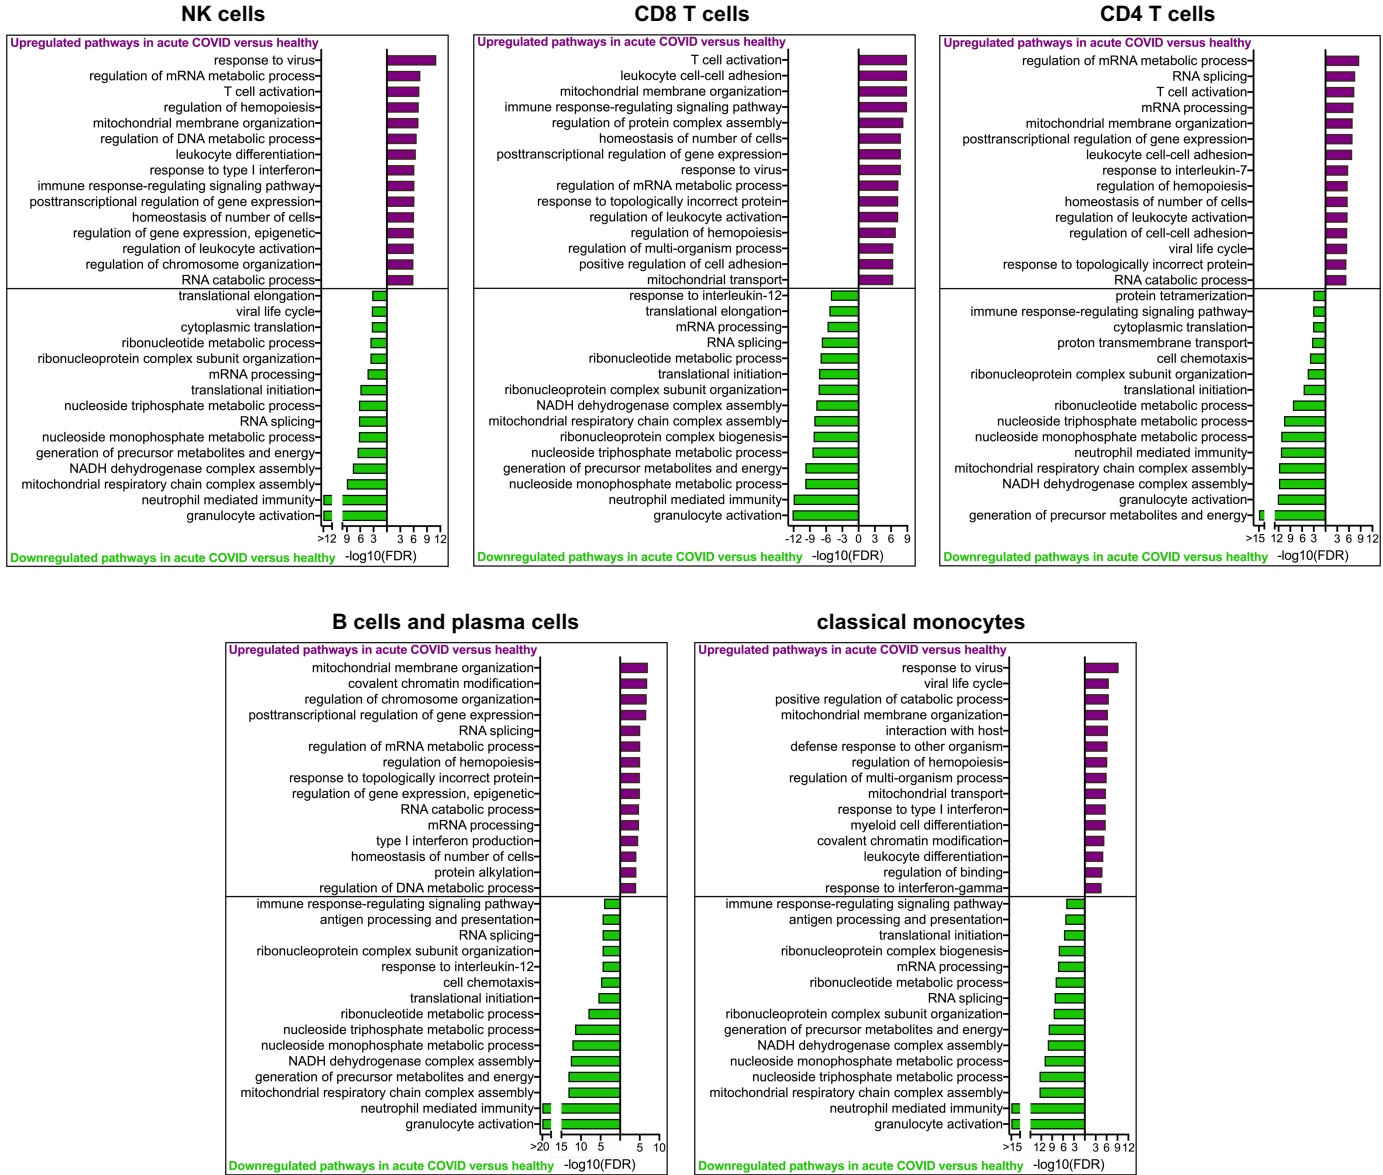 NK cells
Upregulated pathways in acute COVID versus healthy
response to virus
regulation of mRNA metabolic process
T cell activation
regulation of hemopoiesis
mitochondrial membrane organization
regulation of DNA metabolic process
leukocyte differentiation
response to type I interferon
immune response-regulating signaling pathway
posttranscriptional regulation of gene expression
homeostasis of number of cells
regulation of gene expression, epigenetic
regulation of leukocyte activation
regulation of chromosome organization
RNA catabolic process
translational elongation
viral life cycle
cytoplasmic translation
ribonucleotide metabolic process
ribonucleoprotein complex subunit organization
mRNA processing
translational initiation
nucleoside triphosphate metabolic process
RNA splicing
nucleoside monophosphate metabolic process
generation of precursor metabolites and energy
NADH dehydrogenase complex assembly
mitochondrial respiratory chain complex assembly
neutrophil mediated immunity
granulocyte activation
>12 9 6 3 3 6 9 12
Downregulated pathways in acute COVID versus healthy -log10(FDR)
CD8 T cells
Upregulated pathways in acute COVID versus healthy
T cell activation
leukocyte cell-cell adhesion
mitochondrial membrane organization
immune response-regulating signaling pathway
regulation of protein complex assembly
homeostasis of number of cells
posttranscriptional regulation of gene expression
response to virus
regulation of mRNA metabolic process
response to topologically incorrect protein
regulation of leukocyte activation
regulation of hemopoiesis
regulation of multi-organism process
positive regulation of cell adhesion
mitochondrial transport
response to interleukin-12
translational elongation
mRNA processing
RNA splicing
ribonucleotide metabolic process
translational initiation
ribonucleoprotein complex subunit organization
NADH dehydrogenase complex assembly
mitochondrial respiratory chain complex assembly
ribonucleoprotein complex biogenesis
nucleoside triphosphate metabolic process
generation of precursor metabolites and energy
nucleoside monophosphate metabolic process
neutrophil mediated immunity
granulocyte activation
-12 -9 -6 -3 0 3 6 9
Downregulated pathways in acute COVID versus healthy -log10(FDR)
CD4 T cells
Upregulated pathways in acute COVID versus healthy
regulation of mRNA metabolic process
RNA splicing
T cell activation
mRNA processing
mitochondrial membrane organization
posttranscriptional regulation of gene expression
leukocyte cell-cell adhesion
response to interleukin-7
regulation of hemopoiesis
homeostasis of number of cells
regulation of leukocyte activation
regulation of cell-cell adhesion
viral life cycle
response to topologically incorrect protein
RNA catabolic process
protein tetramerization
immune response-regulating signaling pathway
cytoplasmic translation
proton transmembrane transport
cell chemotaxis
ribonucleoprotein complex subunit organization
translational initiation
ribonucleotide metabolic process
nucleoside triphosphate metabolic process
nucleoside monophosphate metabolic process
neutrophil mediated immunity
mitochondrial respiratory chain complex assembly
NADH dehydrogenase complex assembly
granulocyte activation
generation of precursor metabolites and energy
>15 12 9 6 3 3 6 9 12
Downregulated pathways in acute COVID versus healthy -log10(FDR)
B cells and plasma cells
Upregulated pathways in acute COVID versus healthy
mitochondrial membrane organization
covalent chromatin modification
regulation of chromosome organization
posttranscriptional regulation of gene expression
RNA splicing
regulation of mRNA metabolic process
regulation of hemopoiesis
response to topologically incorrect protein
regulation of gene expression, epigenetic
RNA catabolic process
mRNA processing
type I interferon production
homeostasis of number of cells
protein alkylation
regulation of DNA metabolic process
immune response-regulating signaling pathway
antigen processing and presentation
RNA splicing
ribonucleoprotein complex subunit organization
response to interleukin-12
cell chemotaxis
translational initiation
ribonucleotide metabolic process
nucleoside triphosphate metabolic process
nucleoside monophosphate metabolic process
NADH dehydrogenase complex assembly
generation of precursor metabolites and energy
mitochondrial respiratory chain complex assembly
neutrophil mediated immunity
granulocyte activation
>20 15 10 5 5 10
Downregulated pathways in acute COVID versus healthy -log10(FDR)
classical monocytes
Upregulated pathways in acute COVID versus healthy
response to virus
viral life cycle
positive regulation of catabolic process
mitochondrial membrane organization
interaction with host
defense response to other organism
regulation of hemopoiesis
regulation of multi-organism process
mitochondrial transport
response to type I interferon
myeloid cell differentiation
covalent chromatin modification
leukocyte differentiation
regulation of binding
response to interferon-gamma
immune response-regulating signaling pathway
antigen processing and presentation
translational initiation
ribonucleoprotein complex biogenesis
mRNA processing
ribonucleotide metabolic process
RNA splicing
ribonucleoprotein complex subunit organization
generation of precursor metabolites and energy
NADH dehydrogenase complex assembly
nucleoside monophosphate metabolic process
nucleoside triphosphate metabolic process
mitochondrial respiratory chain complex assembly
neutrophil mediated immunity
granulocyte activation
>15 12 9 6 3 3 6 9 12
Downregulated pathways in acute COVID versus healthy -log10(FDR)